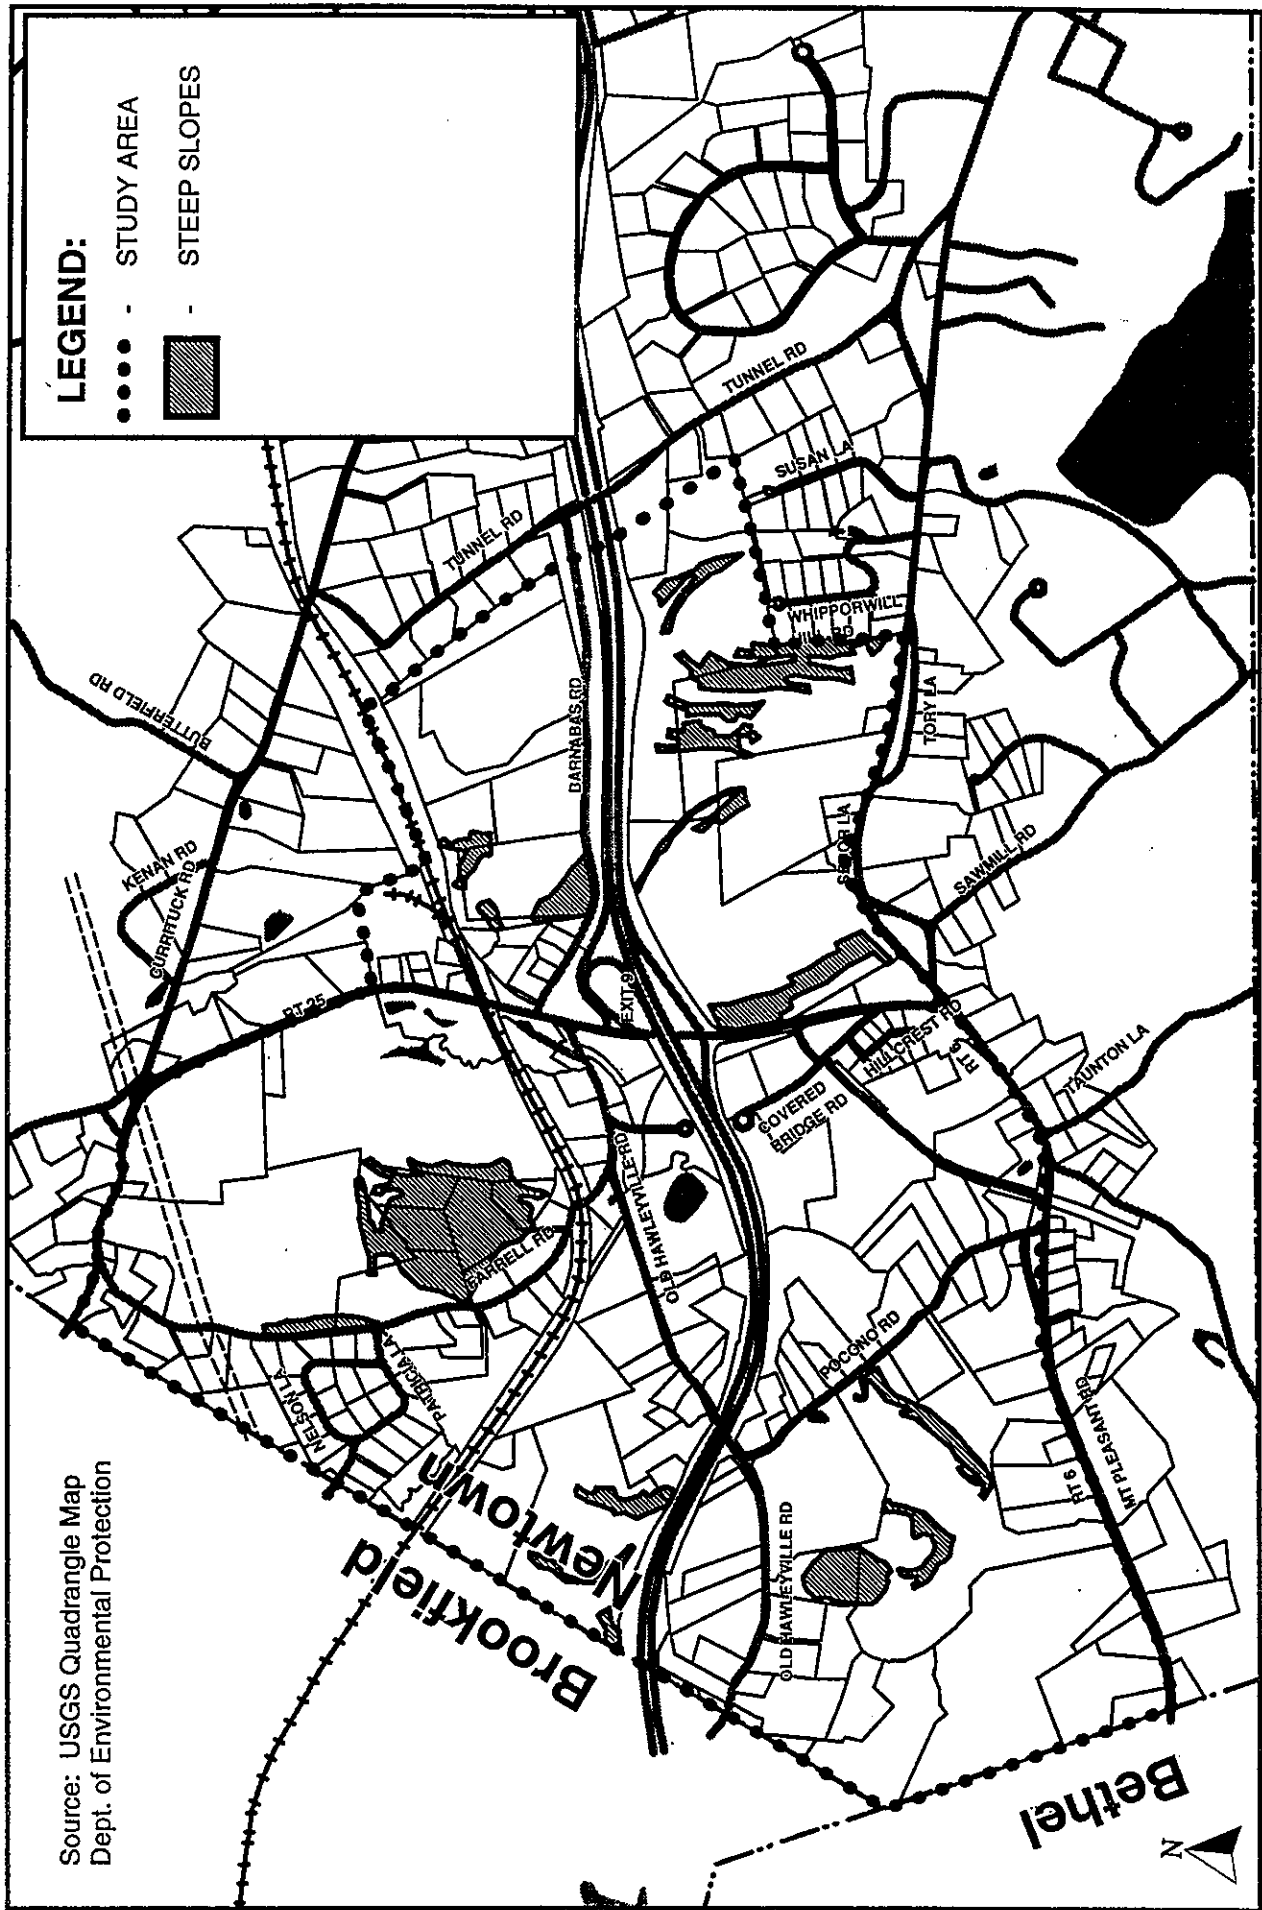 LEGEND:
- STUDY AREA
- STEEP SLOPES
Source: USGS Quadrangle Map
Dept. of Environmental Protection
BUTTERFIELD RD
KENAN RD
CURRITUCK RD
RT 25
TUNNEL RD
TUNNEL RD
BARNABAS RD
EXIT 9
SUSAN LA
WHIPPORWILL
HILL RD
TORY LA
SAWMILL RD
HILLCREST RD
RT 6
TAUNTON LA
COVERED
BRIDGE RD
OLD HAWLEYVILLE RD
FARRELL RD
PATRICIA LA
NELSON LA
POCONO RD
OLD HAWLEYVILLE RD
RT 6
MT PLEASANT RD
Newtown
Brookfield
Bethel
N